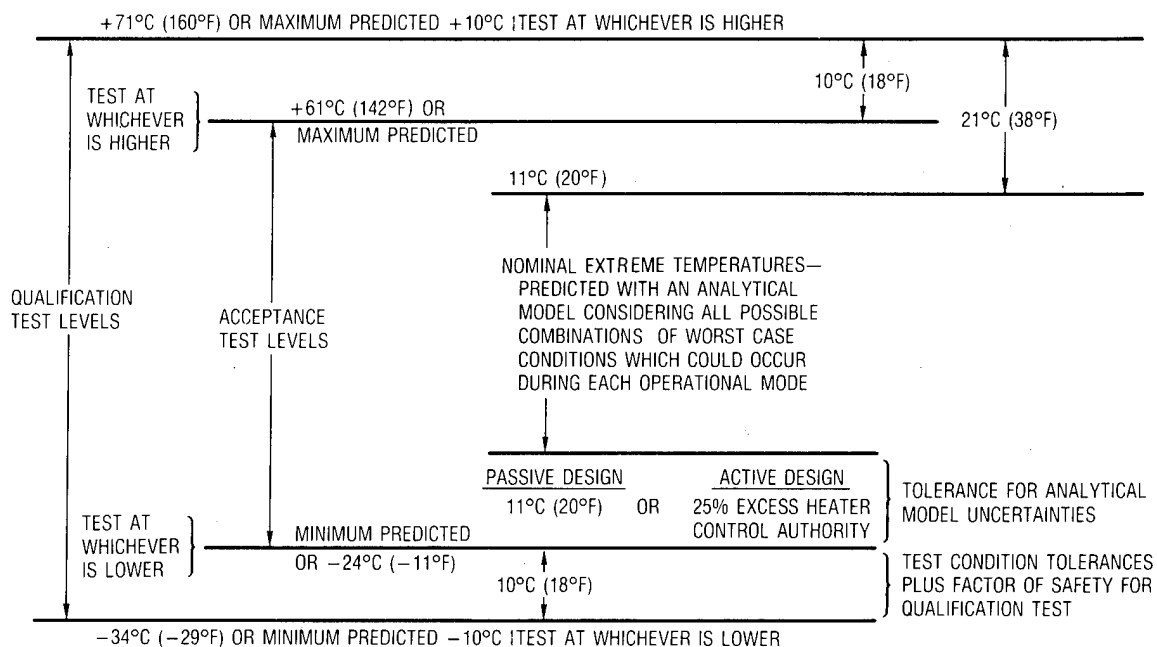 +71°C (160°F) OR MAXIMUM PREDICTED +10°C (TEST AT WHICHEVER IS HIGHER
10°C (18°F)
TEST AT
WHICHEVER
IS HIGHER
+61°C (142°F) OR
MAXIMUM PREDICTED
21°C (38°F)
11°C (20°F)
NOMINAL EXTREME TEMPERATURES—
PREDICTED WITH AN ANALYTICAL
MODEL CONSIDERING ALL POSSIBLE
COMBINATIONS OF WORST CASE
CONDITIONS WHICH COULD OCCUR
DURING EACH OPERATIONAL MODE
QUALIFICATION
TEST LEVELS
ACCEPTANCE
TEST LEVELS
PASSIVE DESIGN
11°C (20°F)
OR
ACTIVE DESIGN
25% EXCESS HEATER
CONTROL AUTHORITY
TOLERANCE FOR ANALYTICAL
MODEL UNCERTAINTIES
TEST AT
WHICHEVER
IS LOWER
MINIMUM PREDICTED
OR −24°C (−11°F)
10°C (18°F)
TEST CONDITION TOLERANCES
PLUS FACTOR OF SAFETY FOR
QUALIFICATION TEST
−34°C (−29°F) OR MINIMUM PREDICTED −10°C (TEST AT WHICHEVER IS LOWER